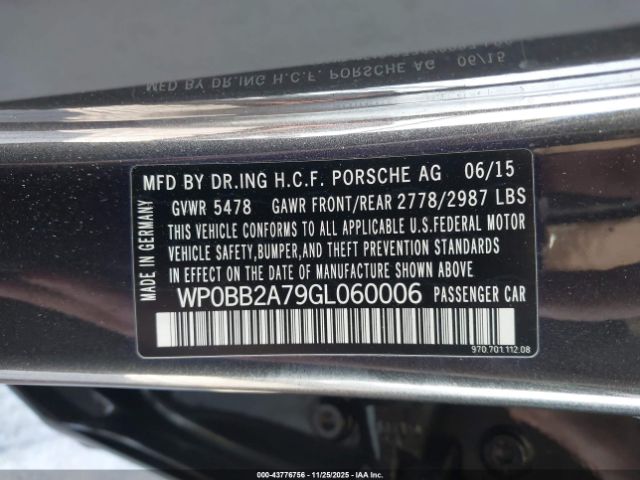 MFD BY DR.ING H.C.F. PORSCHE AG 06/15
MFD BY DR.ING H.C.F. PORSCHE AG 06/15
GVWR 5478 GAWR FRONT/REAR 2778/2987 LBS
THIS VEHICLE CONFORMS TO ALL APPLICABLE U.S.FEDERAL MOTOR
VEHICLE SAFETY,BUMPER,AND THEFT PREVENTION STANDARDS
IN EFFECT ON THE DATE OF MANUFACTURE SHOWN ABOVE.
WP0BB2A79GL060006 PASSENGER CAR
MADE IN GERMANY
970.701.112.08
000-43776756 - 11/25/2025 - IAAI.COM